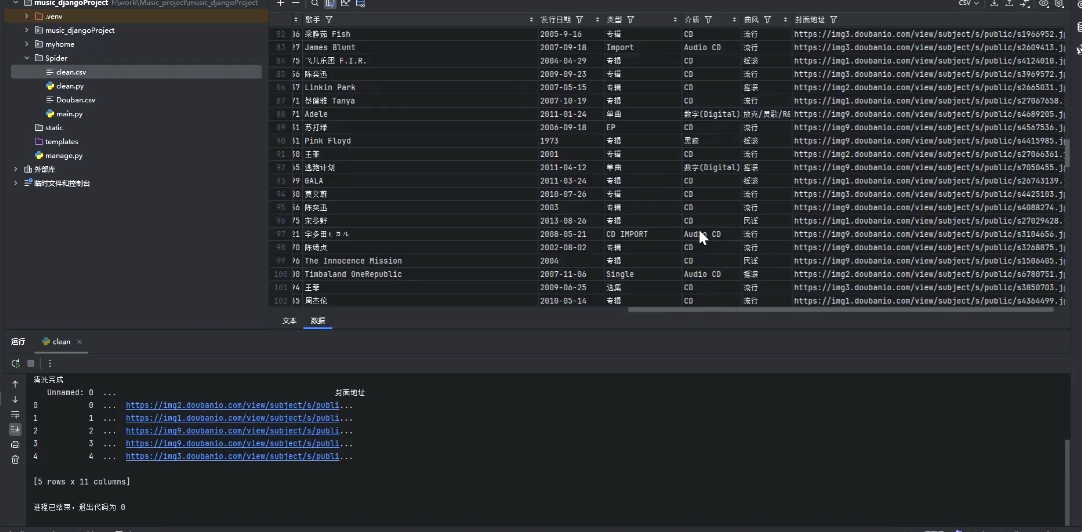 music_djangoProject F:\work\Music_project\music_djangoProject
CSV
.venv
music_djangoProject
myhome
Spider
clean.csv
clean.py
Douban.csv
main.py
static
templates
manage.py
外部库
临时文件和控制台
歌手 发行日期 类型 介质 曲风 封面地址
82 06 梁静茹 Fish 2005-9-16 专辑 CD 流行 https://img3.doubanio.com/view/subject/s/public/s1966952.j
83 27 James Blunt 2007-09-18 Import Audio CD 流行 https://img3.doubanio.com/view/subject/s/public/s2609413.j
84 75 飞儿乐团 F.I.R. 2004-04-29 专辑 CD 摇滚 https://img1.doubanio.com/view/subject/s/public/s4124010.j
85 56 陈奕迅 2009-09-23 专辑 CD 流行 https://img3.doubanio.com/view/subject/s/public/s3969572.j
86 57 Linkin Park 2007-05-15 专辑 CD 摇滚 https://img2.doubanio.com/view/subject/s/public/s2665031.j
87 71 蔡健雅 Tanya 2007-10-19 专辑 CD 流行 https://img1.doubanio.com/view/subject/s/public/s27067658.
88 71 Adele 2011-01-24 单曲 数字(Digital) 放克/灵歌/R& https://img9.doubanio.com/view/subject/s/public/s4689205.j
89 31 苏打绿 2006-09-18 EP CD 流行 https://img9.doubanio.com/view/subject/s/public/s4567536.j
90 51 Pink Floyd 1973 专辑 黑胶 摇滚 https://img9.doubanio.com/view/subject/s/public/s4415985.j
91 50 王菲 2001 专辑 CD 流行 https://img2.doubanio.com/view/subject/s/public/s27066361.
92 65 逃跑计划 2011-04-12 单曲 数字(Digital) 摇滚 https://img9.doubanio.com/view/subject/s/public/s7050455.j
93 99 GALA 2011-03-24 专辑 CD 摇滚 https://img1.doubanio.com/view/subject/s/public/s26743139.
94 18 萧敬腾 2010-07-26 专辑 CD 流行 https://img3.doubanio.com/view/subject/s/public/s4425103.j
95 56 陈奕迅 2003 专辑 CD 流行 https://img9.doubanio.com/view/subject/s/public/s4088274.j
96 75 宋冬野 2013-08-26 专辑 CD 民谣 https://img1.doubanio.com/view/subject/s/public/s27029428.
97 21 宇多田ヒカル 2008-05-21 CD IMPORT Audio CD 流行 https://img9.doubanio.com/view/subject/s/public/s3104656.j
98 70 陈绮贞 2002-08-02 专辑 CD 流行 https://img9.doubanio.com/view/subject/s/public/s3268875.j
99 76 The Innocence Mission 2004 专辑 CD 民谣 https://img9.doubanio.com/view/subject/s/public/s1506405.j
100 00 Timbaland OneRepublic 2007-11-06 Single Audio CD 摇滚 https://img2.doubanio.com/view/subject/s/public/s6780751.j
101 94 王菲 2009-06-25 选集 CD 流行 https://img3.doubanio.com/view/subject/s/public/s3850703.j
102 55 周杰伦 2010-05-14 专辑 CD 流行 https://img1.doubanio.com/view/subject/s/public/s4364499.j
文本 数据
运行 clean
清洗完成
Unnamed: 0 ... 封面地址
0 0 ... https://img2.doubanio.com/view/subject/s/publi...
1 1 ... https://img1.doubanio.com/view/subject/s/publi...
2 2 ... https://img9.doubanio.com/view/subject/s/publi...
3 3 ... https://img9.doubanio.com/view/subject/s/publi...
4 4 ... https://img3.doubanio.com/view/subject/s/publi...
[5 rows x 11 columns]
进程已结束,退出代码为 0